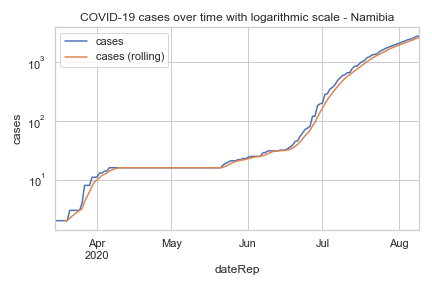 COVID-19 cases over time with logarithmic scale - Namibia
cases
cases (rolling)
10³
10²
10¹
cases
Apr May Jun Jul Aug
2020
dateRep